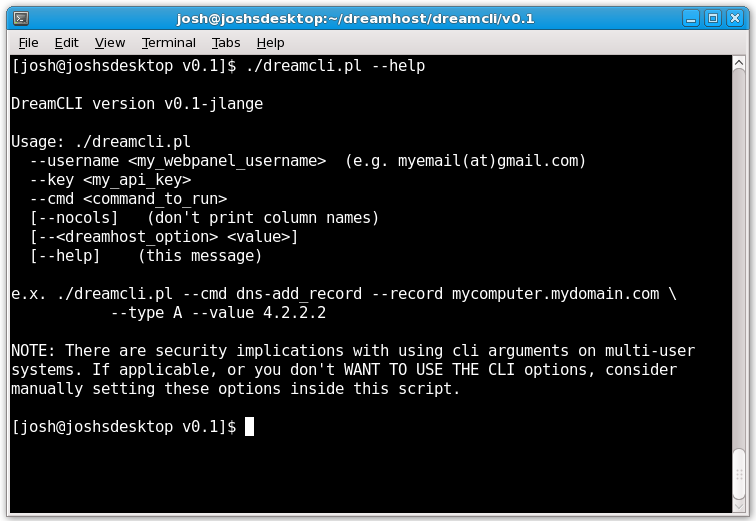 josh@joshsdesktop:~/dreamhost/dreamcli/v0.1
File Edit View Terminal Tabs Help
[josh@joshsdesktop v0.1]$ ./dreamcli.pl --help
DreamCLI version v0.1-jlange
Usage: ./dreamcli.pl
--username <my_webpanel_username>  (e.g. myemail(at)gmail.com)
--key <my_api_key>
--cmd <command_to_run>
[--nocols]   (don't print column names)
[--<dreamhost_option> <value>]
[--help]    (this message)
e.x. ./dreamcli.pl --cmd dns-add_record --record mycomputer.mydomain.com \
--type A --value 4.2.2.2
NOTE: There are security implications with using cli arguments on multi-user
systems. If applicable, or you don't WANT TO USE THE CLI options, consider
manually setting these options inside this script.
[josh@joshsdesktop v0.1]$